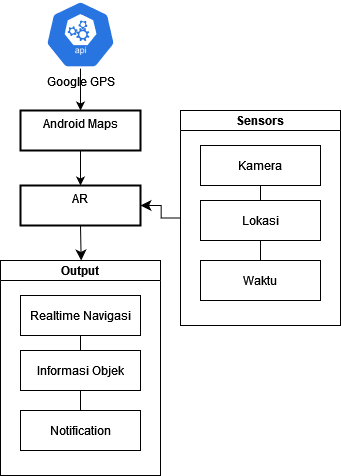 api
Google GPS
Android Maps
Sensors
Kamera
AR
Lokasi
Output
Waktu
Realtime Navigasi
Informasi Objek
Notification